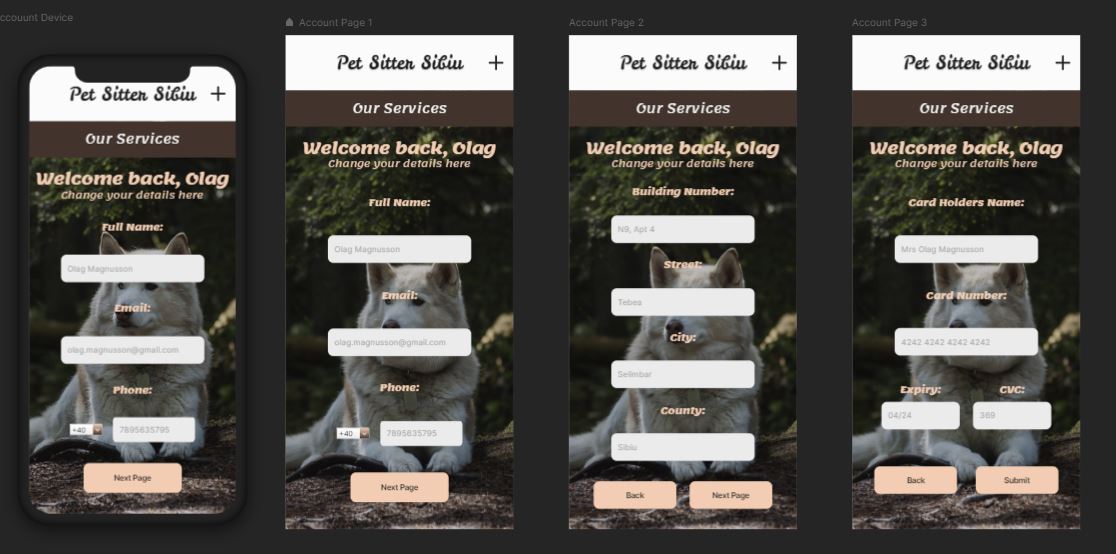 ccouunt Device
Pet Sitter Sibiu +
Our Services
Welcome back, Olag
Change your details here
Full Name:
Olag Magnusson
Email:
olag.magnusson@gmail.com
Phone:
+40 7895635795
Next Page
Account Page 1
Pet Sitter Sibiu +
Our Services
Welcome back, Olag
Change your details here
Full Name:
Olag Magnusson
Email:
olag.magnusson@gmail.com
Phone:
+40 7895635795
Next Page
Account Page 2
Pet Sitter Sibiu +
Our Services
Welcome back, Olag
Change your details here
Building Number:
N9, Apt 4
Street:
Tebea
City:
Selimbar
County:
Sibiu
Back Next Page
Account Page 3
Pet Sitter Sibiu +
Our Services
Welcome back, Olag
Change your details here
Card Holders Name:
Mrs Olag Magnusson
Card Number:
4242 4242 4242 4242
Expiry: CVC:
04/24 369
Back Submit